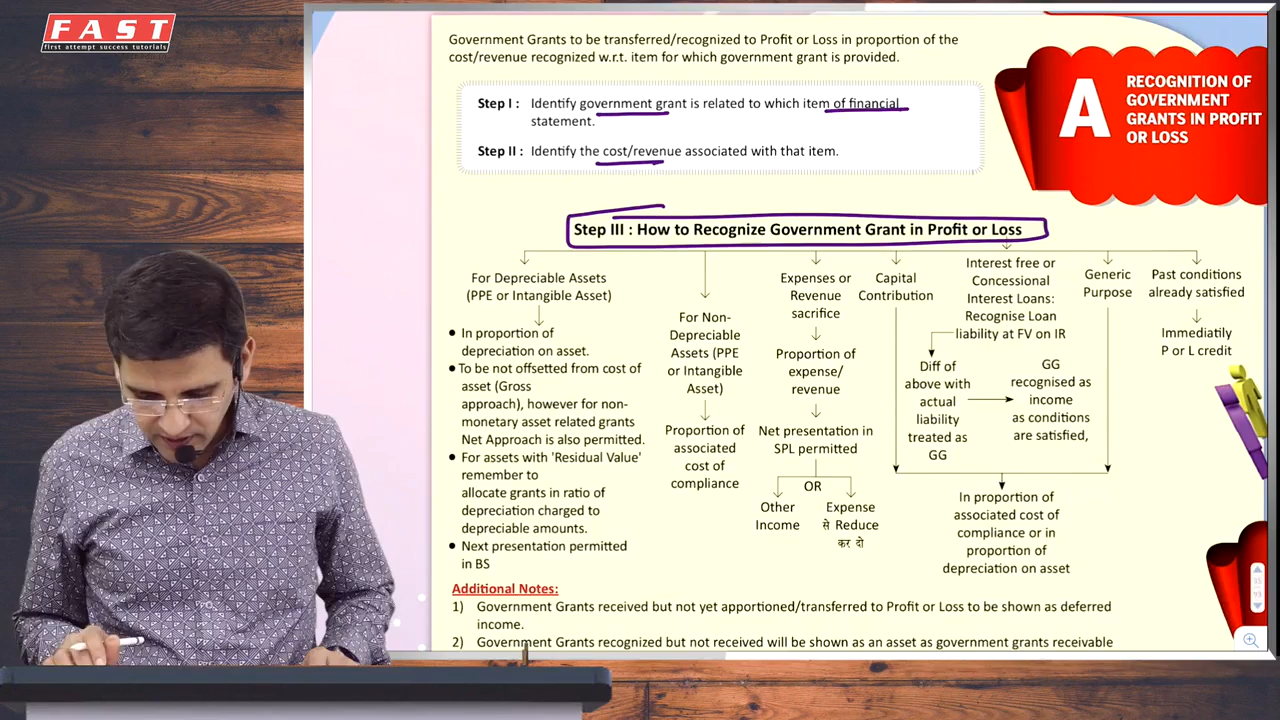 FAST
first attempt success tutorials
Government Grants to be transferred/recognized to Profit or Loss in proportion of the
cost/revenue recognized w.r.t. item for which government grant is provided.
Step I : Identify government grant is related to which item of financial
statement.
Step II : Identify the cost/revenue associated with that item.
A
RECOGNITION OF
GOVERNMENT
GRANTS IN PROFIT
OR LOSS
Step III : How to Recognize Government Grant in Profit or Loss
For Depreciable Assets
(PPE or Intangible Asset)
• In proportion of
depreciation on asset.
• To be not offsetted from cost of
asset (Gross
approach), however for non-
monetary asset related grants
Net Approach is also permitted.
• For assets with 'Residual Value'
remember to
allocate grants in ratio of
depreciation charged to
depreciable amounts.
• Next presentation permitted
in BS
For Non-
Depreciable
Assets (PPE
or Intangible
Asset)
Proportion of
associated
cost of
compliance
Expenses or
Revenue
sacrifice
Proportion of
expense/
revenue
Net presentation in
SPL permitted
OR
Other
Income
Expense
से Reduce
कर दो
Capital
Contribution
Interest free or
Concessional
Interest Loans:
Recognise Loan
liability at FV on IR
Diff of
above with
actual
liability
treated as
GG
GG
recognised as
income
as conditions
are satisfied,
Generic
Purpose
In proportion of
associated cost of
compliance or in
proportion of
depreciation on asset
Past conditions
already satisfied
Immediatily
P or L credit
Additional Notes:
1) Government Grants received but not yet apportioned/transferred to Profit or Loss to be shown as deferred
income.
2) Government Grants recognized but not received will be shown as an asset as government grants receivable